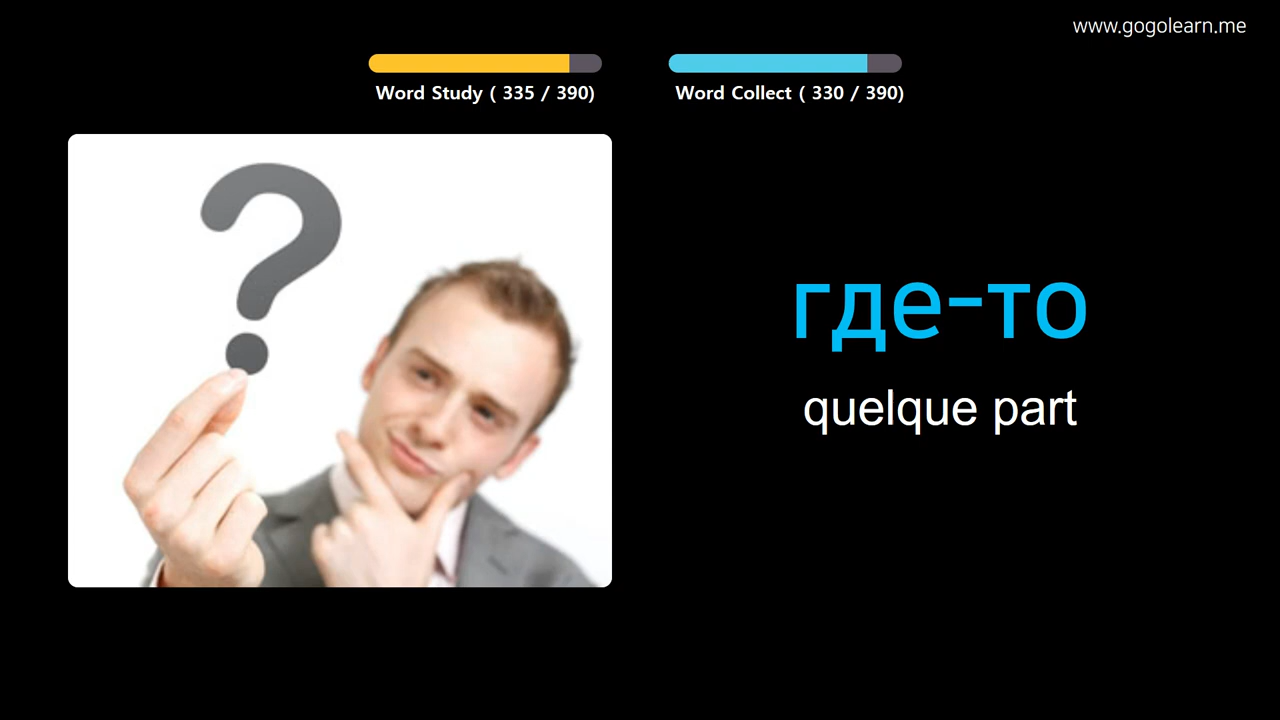 www.gogolearn.me
Word Study ( 335 / 390)
Word Collect ( 330 / 390)
?
где-то
quelque part